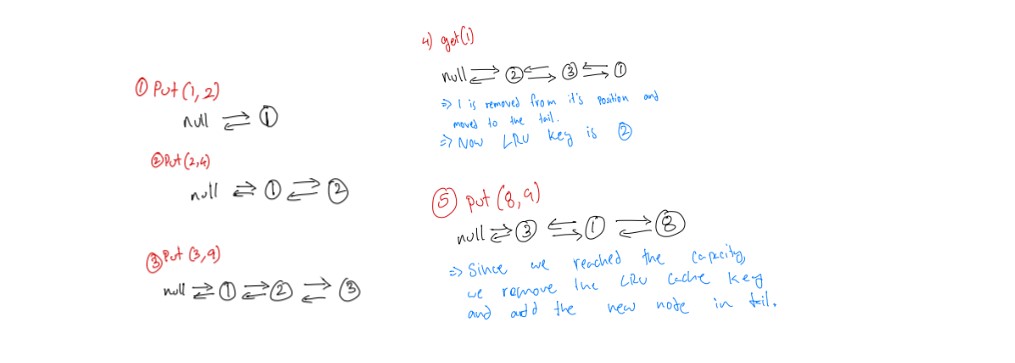 ① Put (1,2)
null ⇄ ①
② Put (2,4)
null ⇄ ① ⇄ ②
③ Put (3,9)
null ⇄ ① ⇄ ② ⇄ ③
4) get(1)
null ⇄ ② ⇄ ③ ⇄ ①
⇒ 1 is removed from it's position and
moved to the tail.
⇒ Now LRU key is ②
⑤ put (8,9)
null ⇄ ③ ⇄ ① ⇄ ⑧
⇒ Since we reached the capacity,
we remove the LRU cache key
and add the new node in tail.